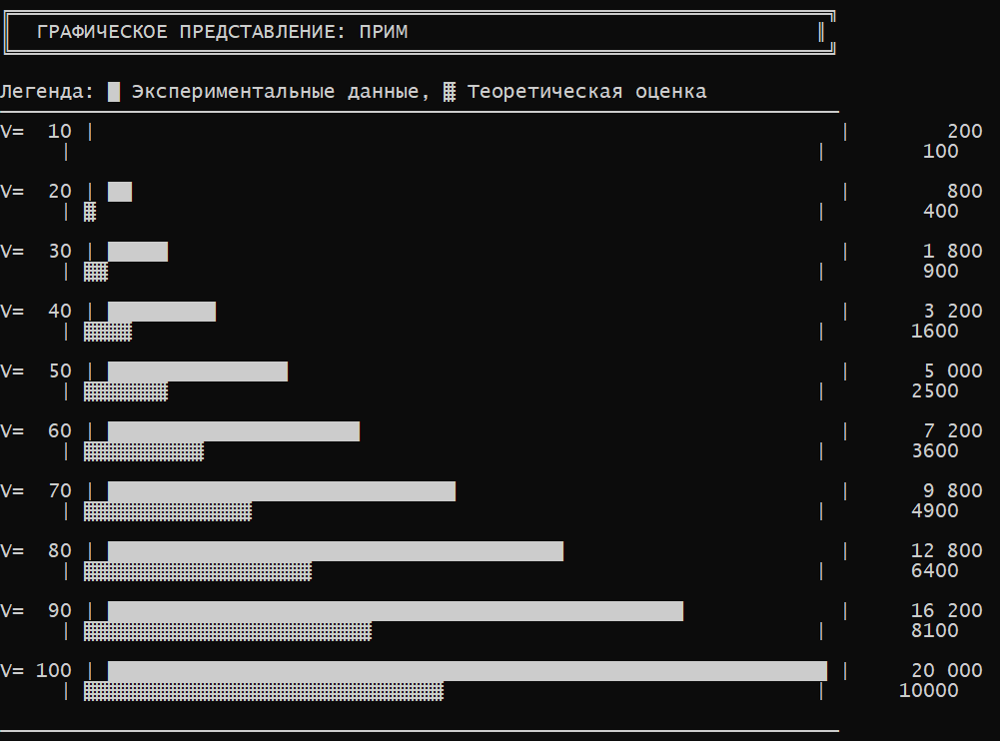 ГРАФИЧЕСКОЕ ПРЕДСТАВЛЕНИЕ: ПРИМ
Легенда: █ Экспериментальные данные, ▓ Теоретическая оценка
V= 10 | | 200
| | 100
V= 20 | | 800
| | 400
V= 30 | | 1 800
| | 900
V= 40 | | 3 200
| | 1600
V= 50 | | 5 000
| | 2500
V= 60 | | 7 200
| | 3600
V= 70 | | 9 800
| | 4900
V= 80 | | 12 800
| | 6400
V= 90 | | 16 200
| | 8100
V= 100 | | 20 000
| | 10000